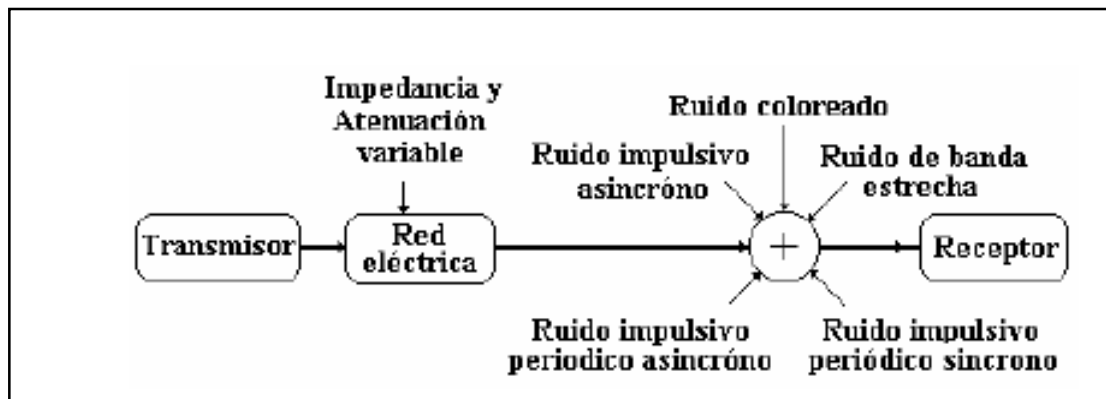 Impedancia y
Atenuación
variable
Ruido coloreado
Ruido impulsivo
asincróno
Ruido de banda
estrecha
Transmisor
Red
eléctrica
+
Receptor
Ruido impulsivo
periodico asincróno
Ruido impulsivo
periódico sincrono